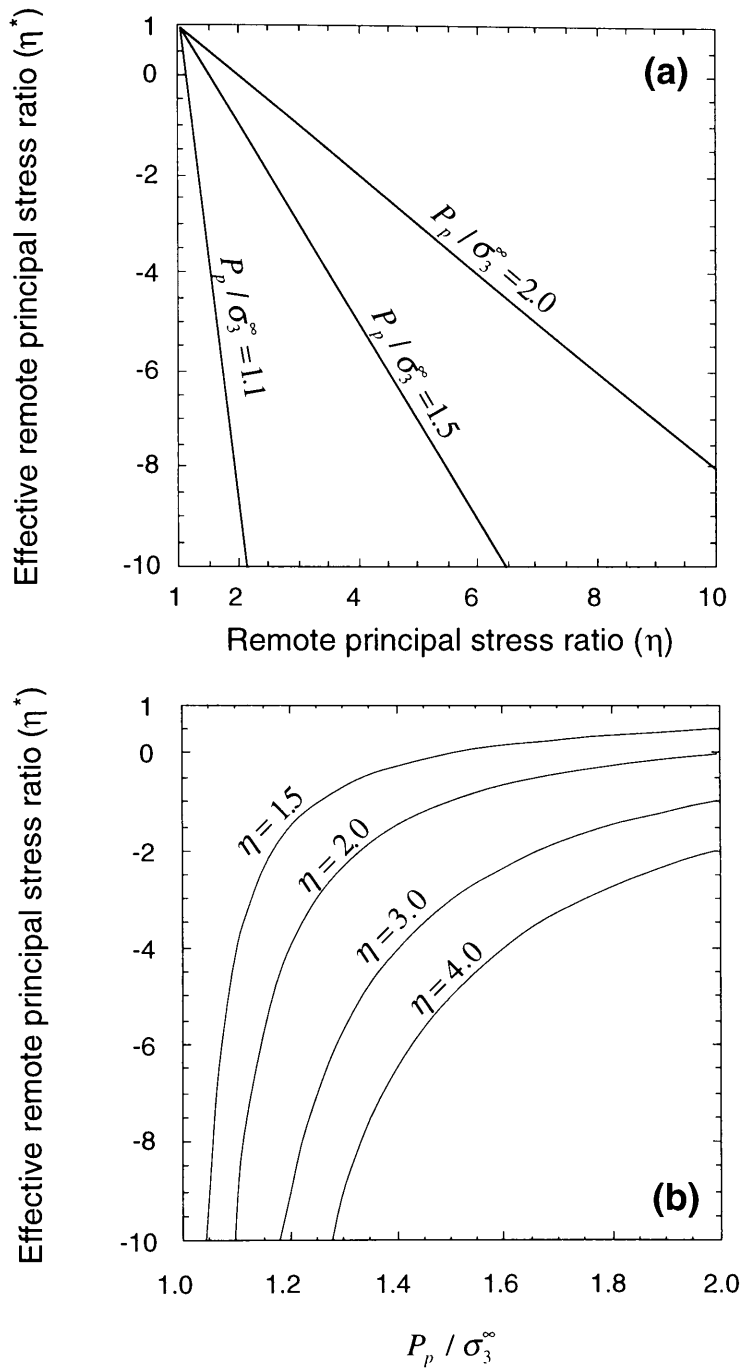 Effective remote principal stress ratio (η*)
1
0
-2
-4
-6
-8
-10
(a)
P_p / σ_3^∞ = 2.0
P_p / σ_3^∞ = 1.5
P_p / σ_3^∞ = 1.1
1 2 4 6 8 10
Remote principal stress ratio (η)
Effective remote principal stress ratio (η*)
1
0
-2
-4
-6
-8
-10
η = 1.5
η = 2.0
η = 3.0
η = 4.0
(b)
1.0 1.2 1.4 1.6 1.8 2.0
P_p / σ_3^∞